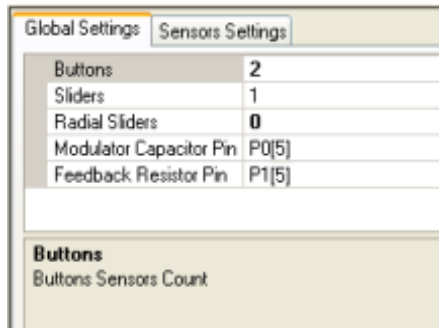 Global Settings Sensors Settings
Buttons 2
Sliders 1
Radial Sliders 0
Modulator Capacitor Pin P0[5]
Feedback Resistor Pin P1[5]
Buttons
Buttons Sensors Count